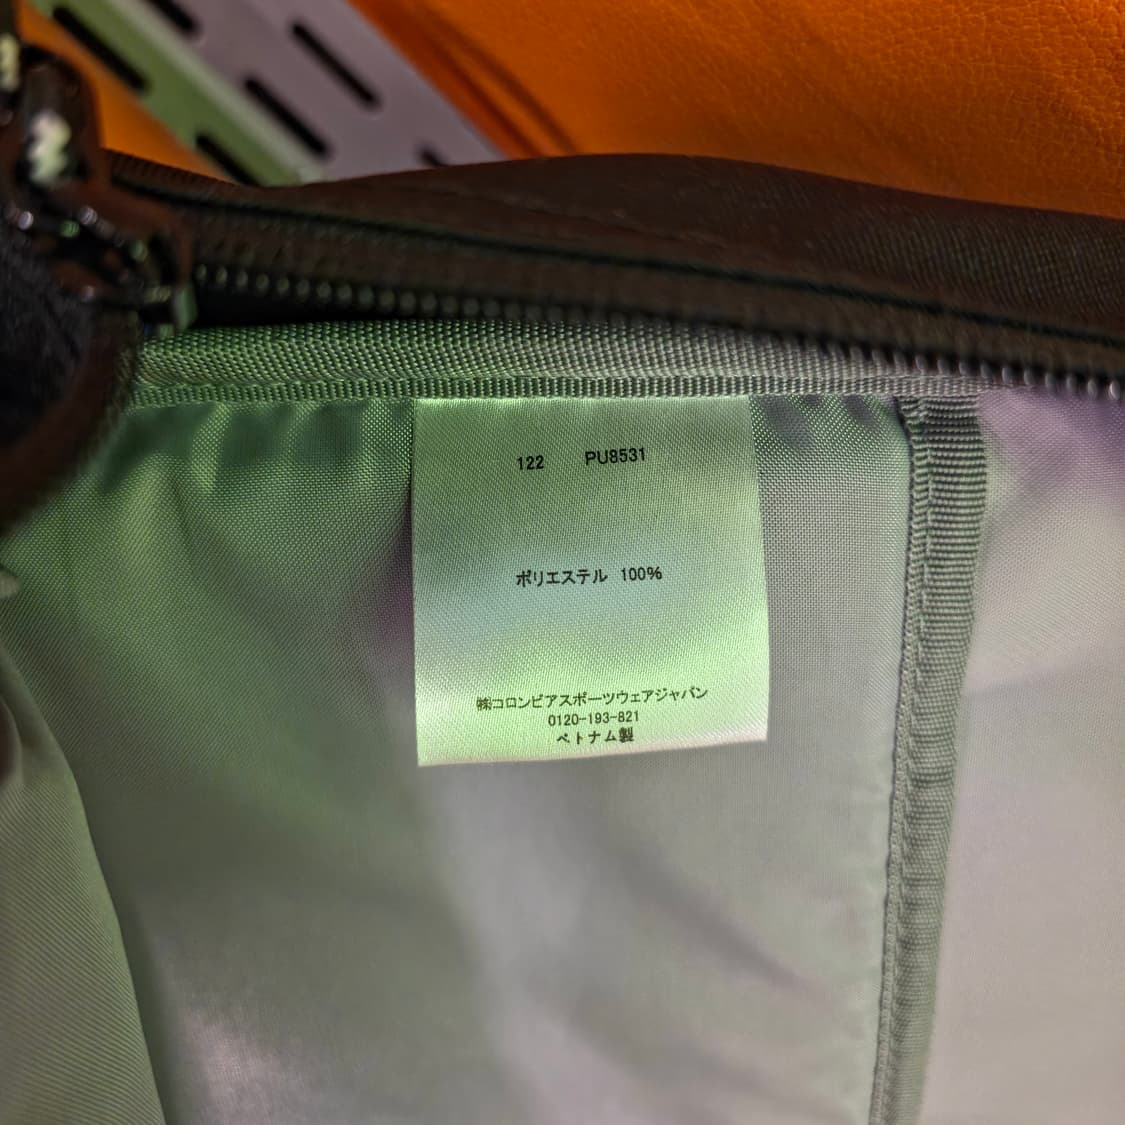 122 PU8531
ポリエステル 100%
㈱コロンビアスポーツウェアジャパン
0120-193-821
ベトナム製